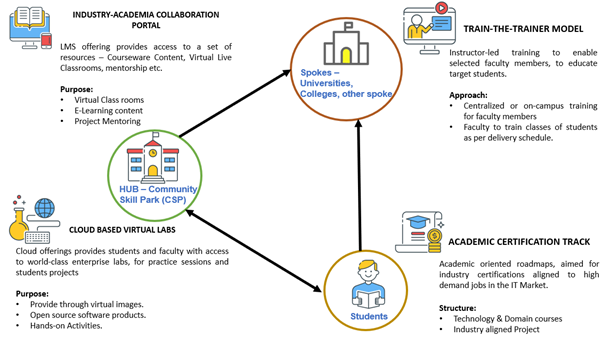 INDUSTRY-ACADEMIA COLLABORATION
PORTAL
LMS offering provides access to a set of
resources – Courseware Content, Virtual Live
Classrooms, mentorship etc.
Purpose:
• Virtual Class rooms
• E-Learning content
• Project Mentoring
Spokes –
Universities,
Colleges, other spoke
TRAIN-THE-TRAINER MODEL
Instructor-led training to enable
selected faculty members, to educate
target students.
Approach:
• Centralized or on-campus training
for faculty members
• Faculty to train classes of students
as per delivery schedule.
HUB – Community
Skill Park (CSP)
CLOUD BASED VIRTUAL LABS
Cloud offerings provides students and faculty with access
to world-class enterprise labs, for practice sessions and
students projects
Purpose:
• Provide through virtual images.
• Open source software products.
• Hands-on Activities.
Students
ACADEMIC CERTIFICATION TRACK
Academic oriented roadmaps, aimed for
industry certifications aligned to high
demand jobs in the IT Market.
Structure:
• Technology & Domain courses
• Industry aligned Project